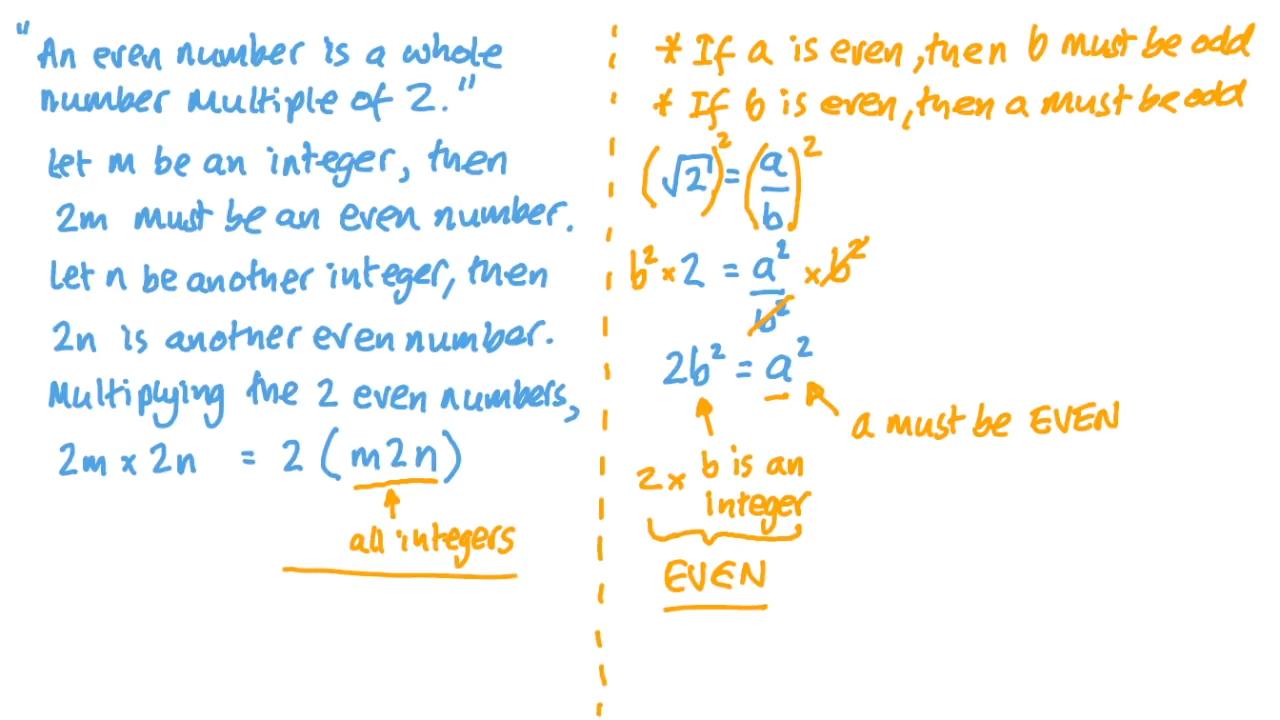 "An even number is a whole
number multiple of 2."
Let m be an integer, then
2m must be an even number.
Let n be another integer, then
2n is another even number.
Multiplying the 2 even numbers,
2m × 2n = 2 (m2n)
all integers
* If a is even, then b must be odd
* If b is even, then a must be odd
(√2)² = (a/b)²
b² × 2 = a²/b² × b²
2b² = a²
a must be EVEN
2 × b is an
integer
EVEN